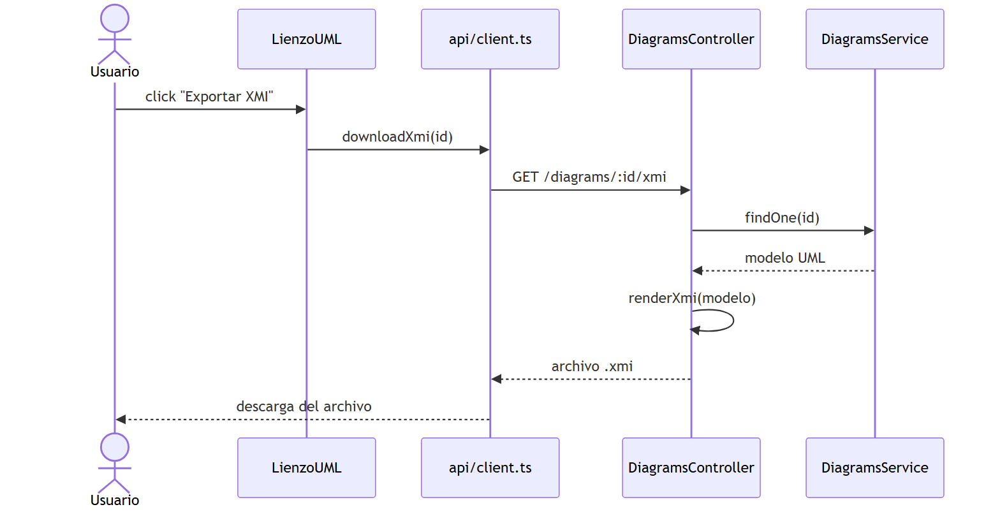 Usuario
LienzoUML
api/client.ts
DiagramsController
DiagramsService
click "Exportar XMI"
downloadXmi(id)
GET /diagrams/:id/xmi
findOne(id)
modelo UML
renderXmi(modelo)
archivo .xmi
descarga del archivo
Usuario
LienzoUML
api/client.ts
DiagramsController
DiagramsService